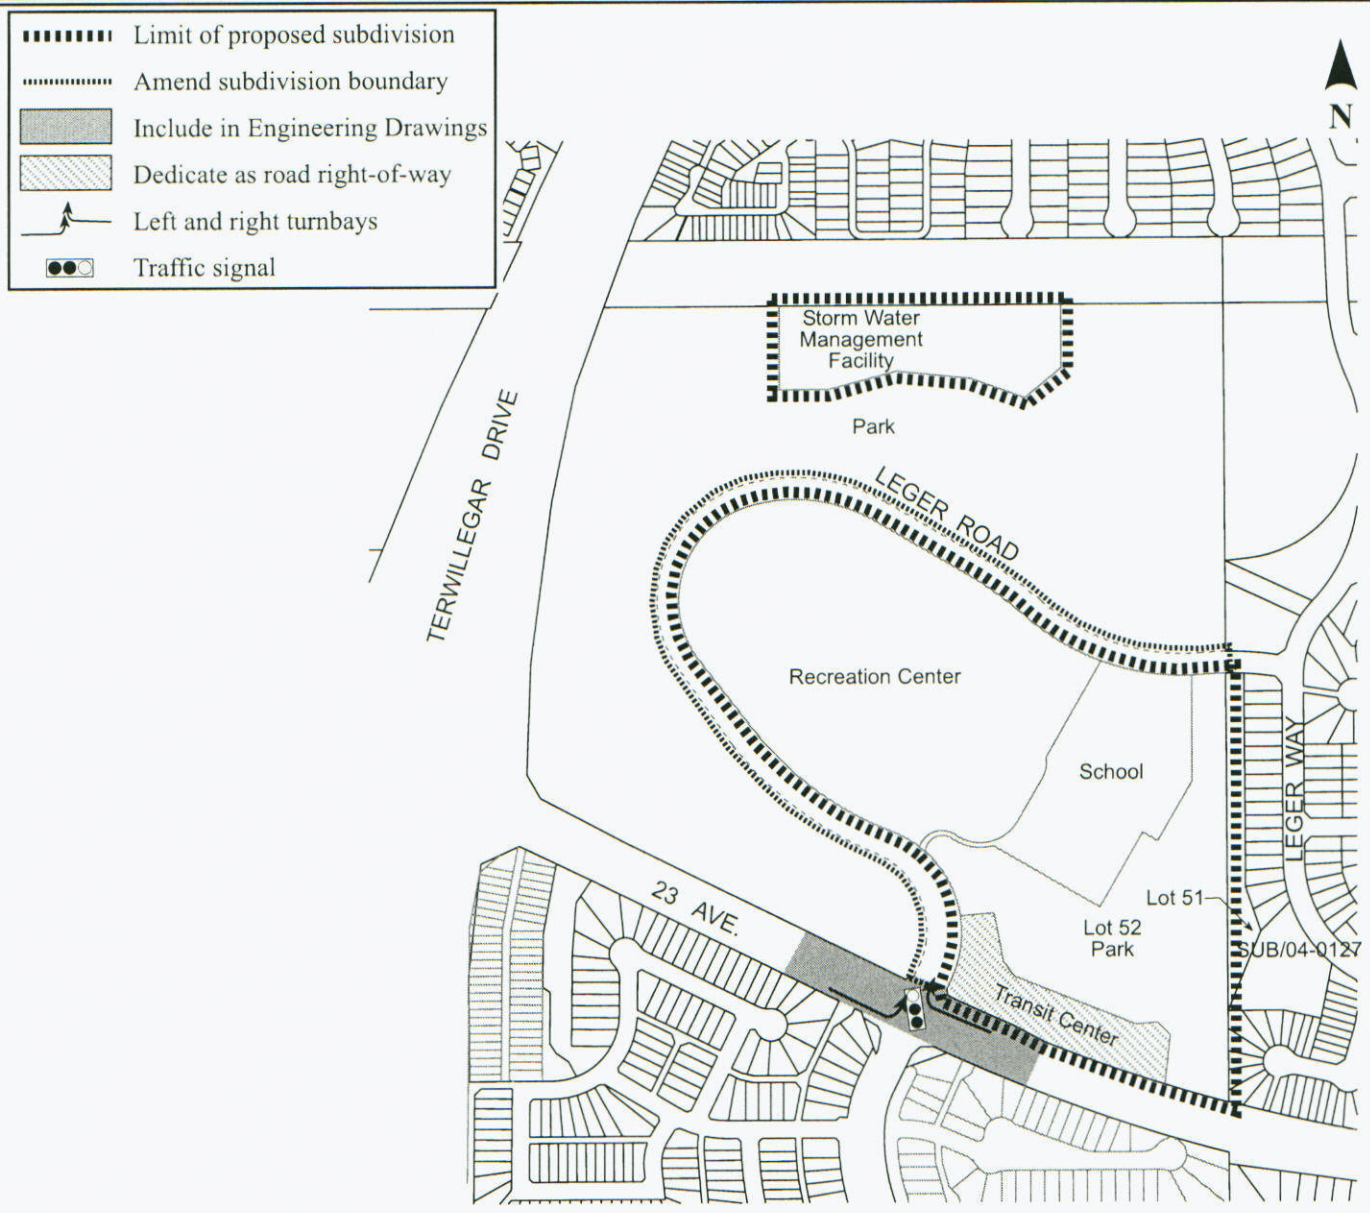 Limit of proposed subdivision
Amend subdivision boundary
Include in Engineering Drawings
Dedicate as road right-of-way
Left and right turnbays
Traffic signal
N
Storm Water
Management
Facility
Park
TERWILLEGAR DRIVE
LEGER ROAD
Recreation Center
School
LEGER WAY
23 AVE.
Lot 51
Lot 52
Park
SUB/04-0127
Transit Center